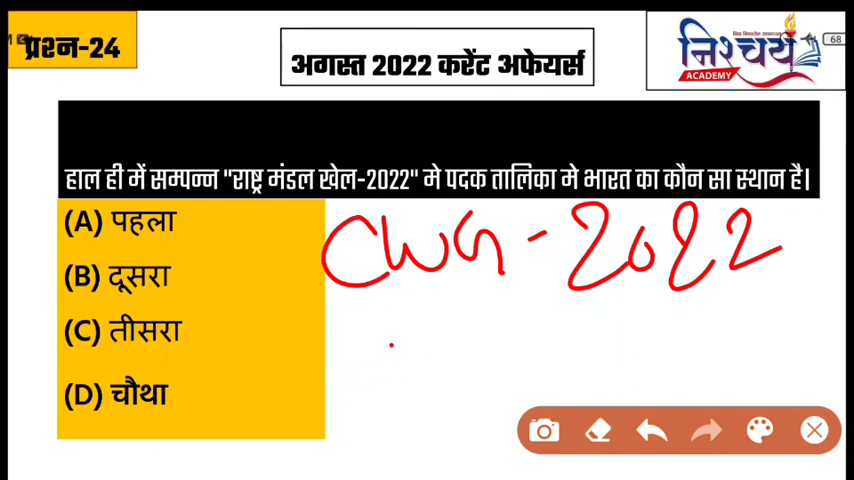 प्रश्न-24
अगस्त 2022 करेंट अफेयर्स
निश्चय
ACADEMY
68
हाल ही में सम्पन्न "राष्ट्र मंडल खेल-2022" मे पदक तालिका मे भारत का कौन सा स्थान है।
(A) पहला
(B) दूसरा
(C) तीसरा
(D) चौथा
CWG-2022